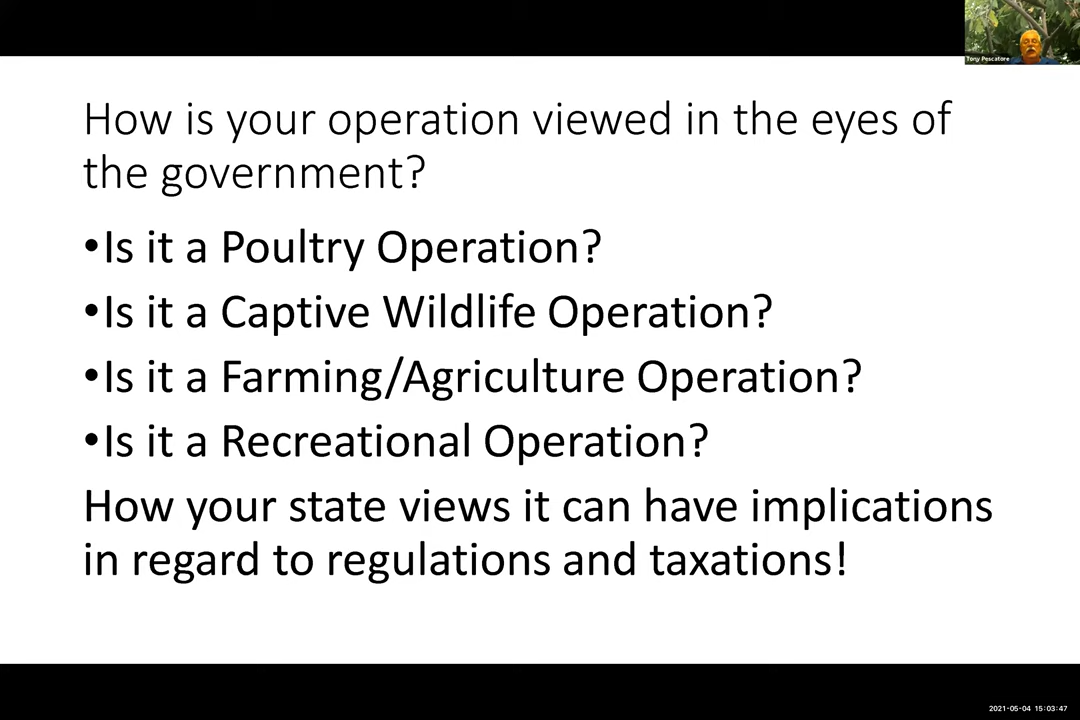 Tony Pescatore
How is your operation viewed in the eyes of
the government?
•Is it a Poultry Operation?
•Is it a Captive Wildlife Operation?
•Is it a Farming/Agriculture Operation?
•Is it a Recreational Operation?
How your state views it can have implications
in regard to regulations and taxations!
2021-05-04 15:03:47